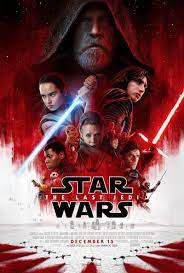 STAR
THE LAST JEDI
WARS
DECEMBER 15